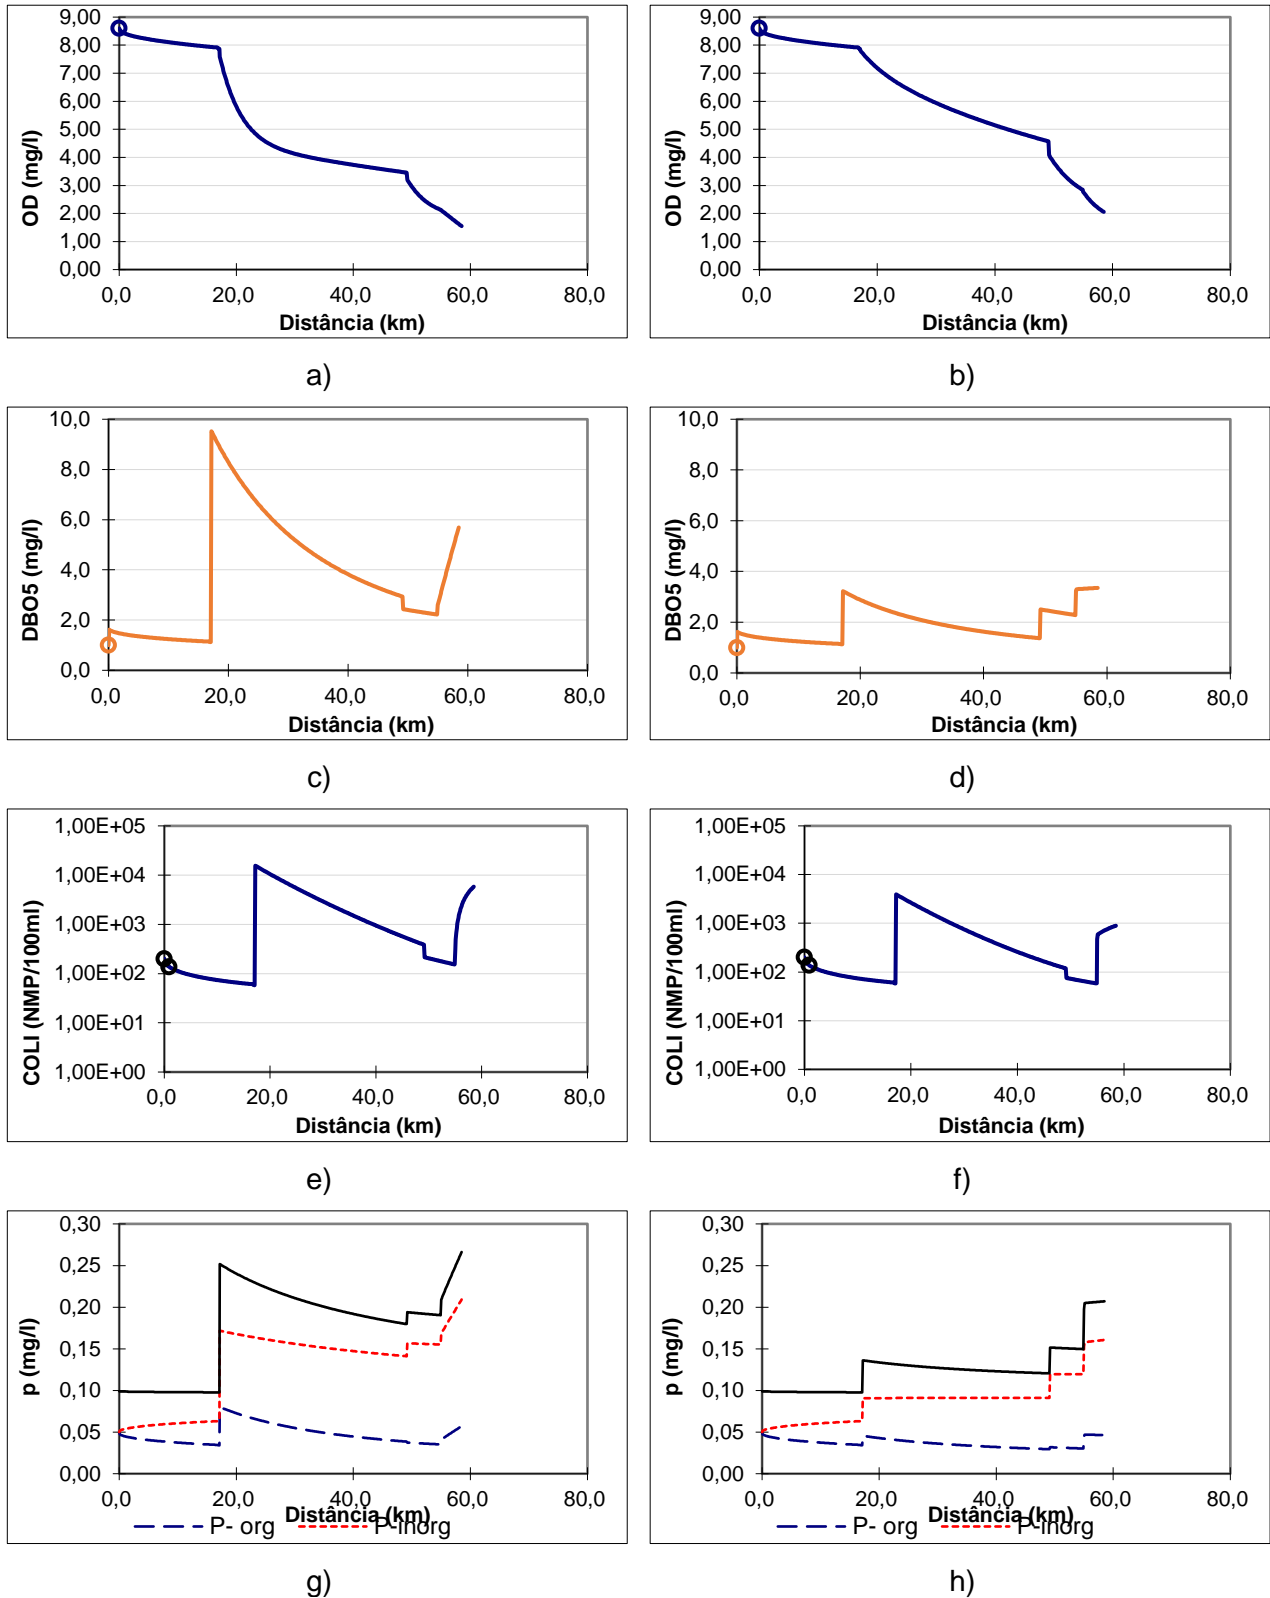 9,00
8,00
7,00
6,00
5,00
4,00
3,00
2,00
1,00
0,00
OD (mg/l)
0,0 20,0 40,0 60,0 80,0
Distância (km)
a)
9,00
8,00
7,00
6,00
5,00
4,00
3,00
2,00
1,00
0,00
OD (mg/l)
0,0 20,0 40,0 60,0 80,0
Distância (km)
b)
10,0
8,0
6,0
4,0
2,0
0,0
DBO5 (mg/l)
0,0 20,0 40,0 60,0 80,0
Distância (km)
c)
10,0
8,0
6,0
4,0
2,0
0,0
DBO5 (mg/l)
0,0 20,0 40,0 60,0 80,0
Distância (km)
d)
1,00E+05
1,00E+04
1,00E+03
1,00E+02
1,00E+01
1,00E+00
COLI (NMP/100ml)
0,0 20,0 40,0 60,0 80,0
Distância (km)
e)
1,00E+05
1,00E+04
1,00E+03
1,00E+02
1,00E+01
1,00E+00
COLI (NMP/100ml)
0,0 20,0 40,0 60,0 80,0
Distância (km)
f)
0,30
0,25
0,20
0,15
0,10
0,05
0,00
p (mg/l)
0,0 20,0 40,0 60,0 80,0
Distância (km)
P- org P-inorg
g)
0,30
0,25
0,20
0,15
0,10
0,05
0,00
p (mg/l)
0,0 20,0 40,0 60,0 80,0
Distância (km)
P- org P-inorg
h)